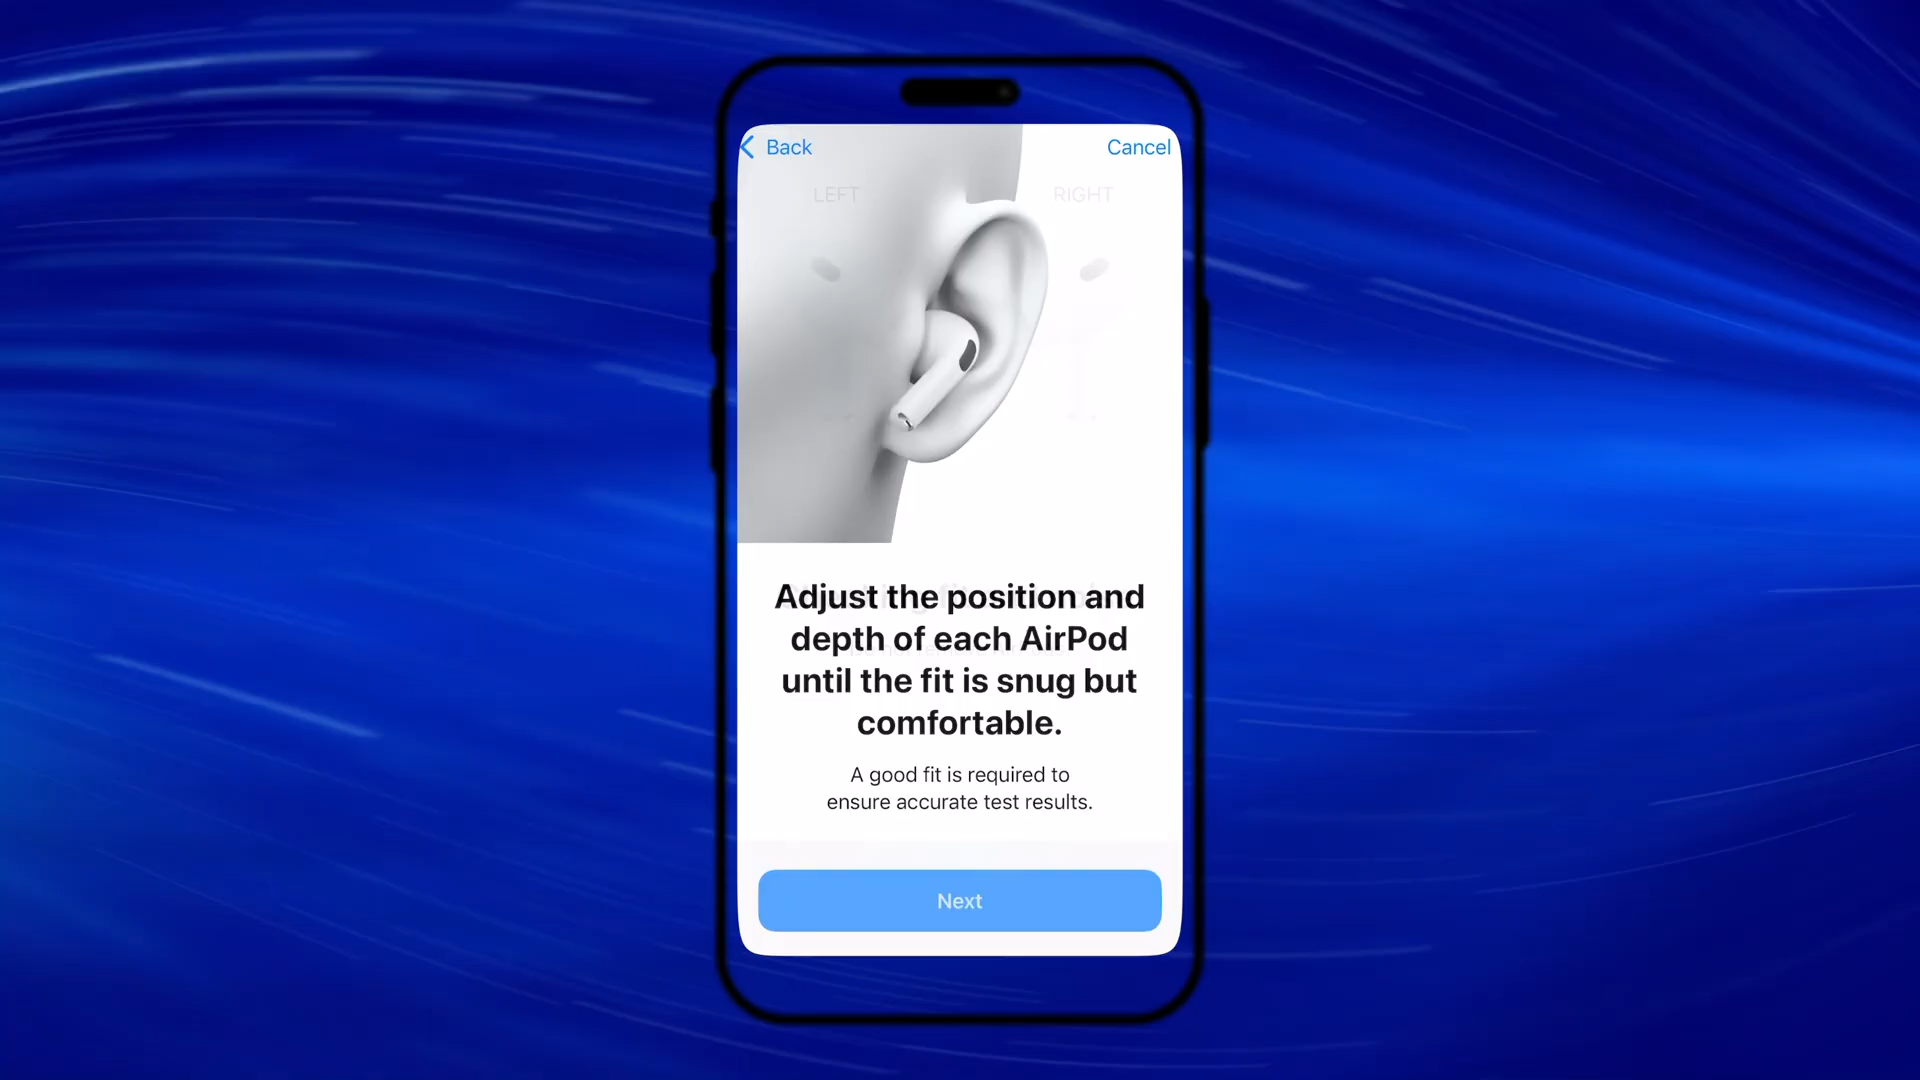 Back
Cancel
LEFT
RIGHT
Adjust the position and
depth of each AirPod
until the fit is snug but
comfortable.
A good fit is required to
ensure accurate test results.
Next